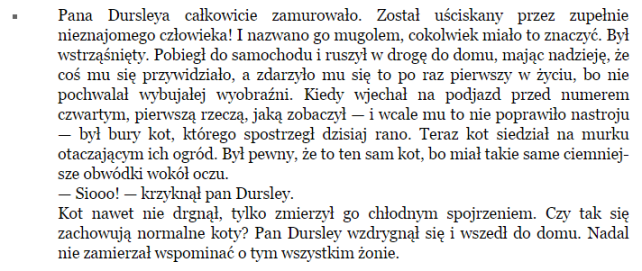 Pana Dursleya całkowicie zamurowało. Został uściskany przez zupełnie
nieznajomego człowieka! I nazwano go mugolem, cokolwiek miało to znaczyć. Był
wstrząśnięty. Pobiegł do samochodu i ruszył w drogę do domu, mając nadzieję, że
coś mu się przywidziało, a zdarzyło mu się to po raz pierwszy w życiu, bo nie
pochwalał wybujałej wyobraźni. Kiedy wjechał na podjazd przed numerem
czwartym, pierwszą rzeczą, jaką zobaczył — i wcale mu to nie poprawiło nastroju
— był bury kot, którego spostrzegł dzisiaj rano. Teraz kot siedział na murku
otaczającym ich ogród. Był pewny, że to ten sam kot, bo miał takie same ciemniej-
sze obwódki wokół oczu.
— Siooo! — krzyknął pan Dursley.
Kot nawet nie drgnął, tylko zmierzył go chłodnym spojrzeniem. Czy tak się
zachowują normalne koty? Pan Dursley wzdrygnął się i wszedł do domu. Nadal
nie zamierzał wspominać o tym wszystkim żonie.